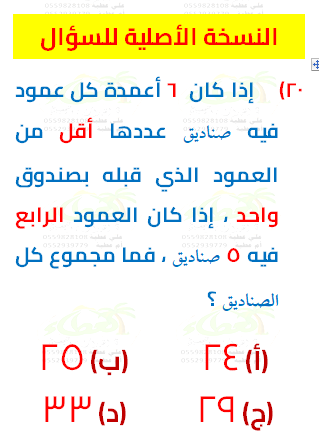 النسخة الأصلية للسؤال
٢٠) إذا كان ٦ أعمدة كل عمود
فيه صناديق عددها أقل من
العمود الذي قبله بصندوق
واحد ، إذا كان العمود الرابع
فيه ٥ صناديق ، فما مجموع كل
الصناديق ؟
(أ) ٢٤ (ب) ٢٥
(ج) ٢٩ (د) ٣٣